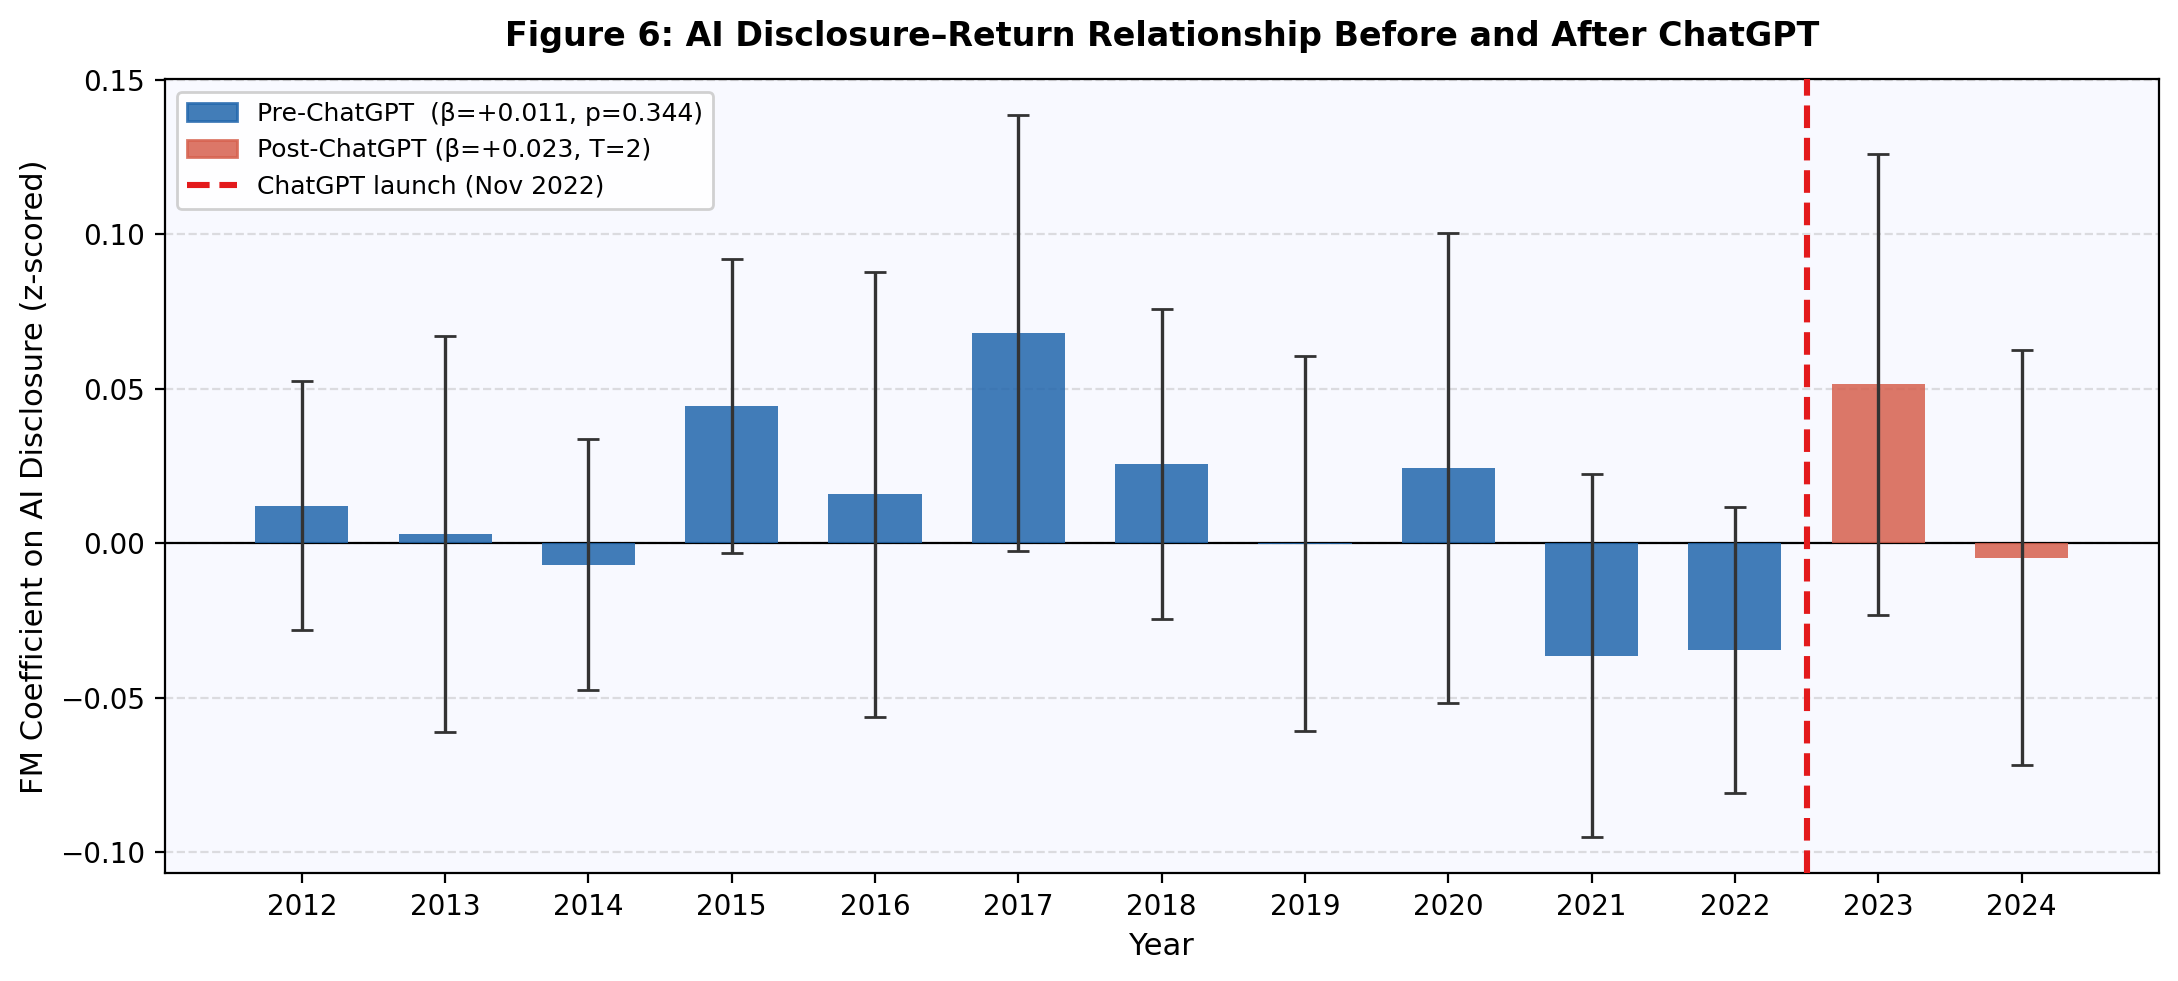 Figure 6: AI Disclosure–Return Relationship Before and After ChatGPT
Pre-ChatGPT  (β=+0.011, p=0.344)
Post-ChatGPT (β=+0.023, T=2)
ChatGPT launch (Nov 2022)
FM Coefficient on AI Disclosure (z-scored)
0.15
0.10
0.05
0.00
−0.05
−0.10
2012 2013 2014 2015 2016 2017 2018 2019 2020 2021 2022 2023 2024
Year